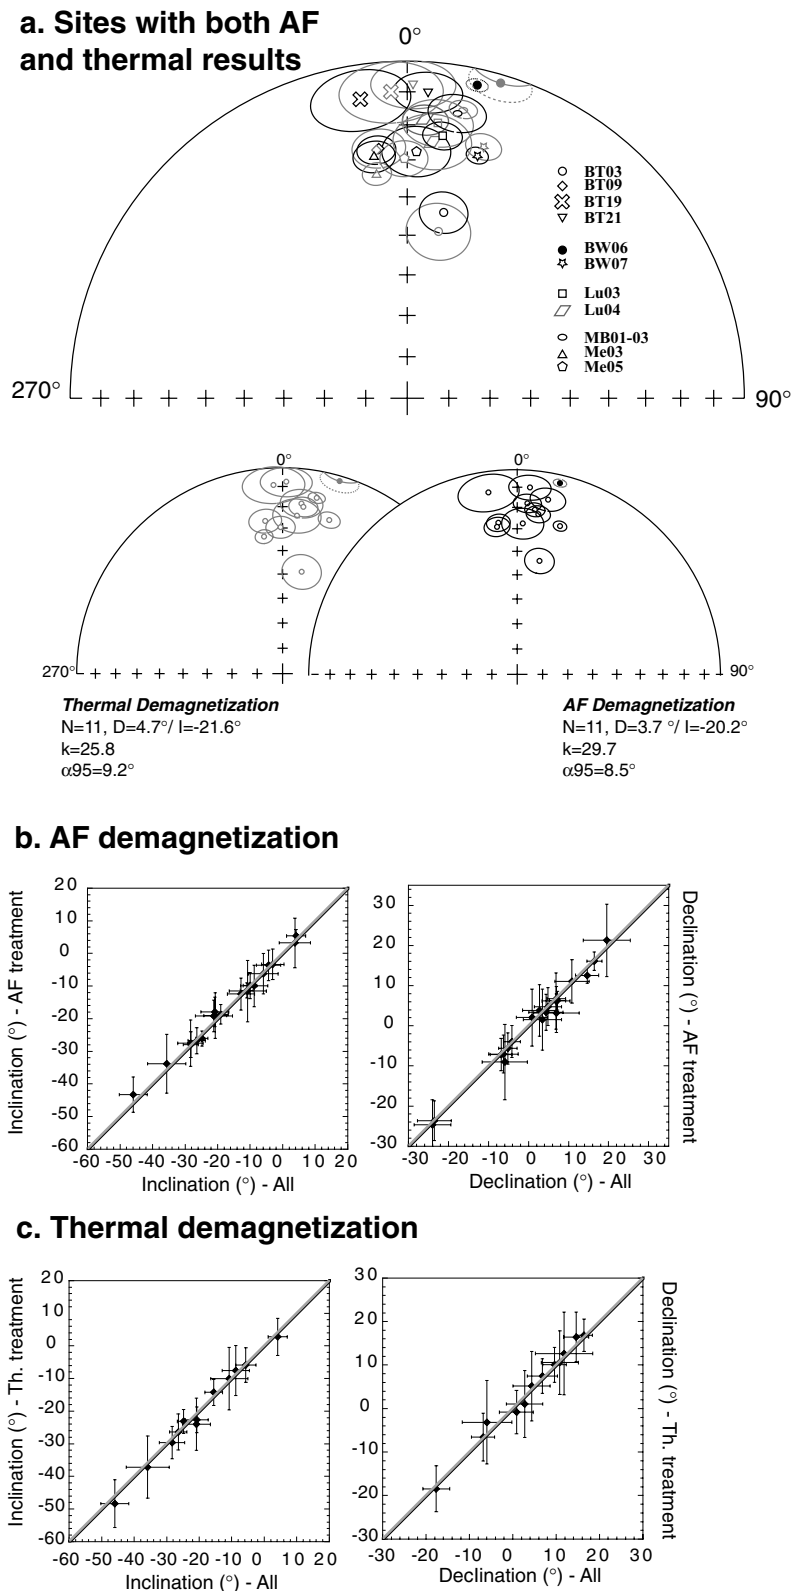 a. Sites with both AF
and thermal results
0°
BT03
BT09
BT19
BT21
BW06
BW07
Lu03
Lu04
MB01-03
Me03
Me05
270°
90°
0°
0°
270°
90°
Thermal Demagnetization
N=11, D=4.7°/ I=-21.6°
k=25.8
α95=9.2°
AF Demagnetization
N=11, D=3.7 °/ I=-20.2°
k=29.7
α95=8.5°
b. AF demagnetization
Inclination (°) - AF treatment
20
10
0
-10
-20
-30
-40
-50
-60
-60 -50 -40 -30 -20 -10 0 10 20
Inclination (°) - All
30
20
10
0
-10
-20
-30
-30 -20 -10 0 10 20 30
Declination (°) - All
Declination (°) - AF treatment
c. Thermal demagnetization
Inclination (°) - Th. treatment
20
10
0
-10
-20
-30
-40
-50
-60
-60 -50 -40 -30 -20 -10 0 10 20
Inclination (°) - All
30
20
10
0
-10
-20
-30
-30 -20 -10 0 10 20 30
Declination (°) - All
Declination (°) - Th. treatment